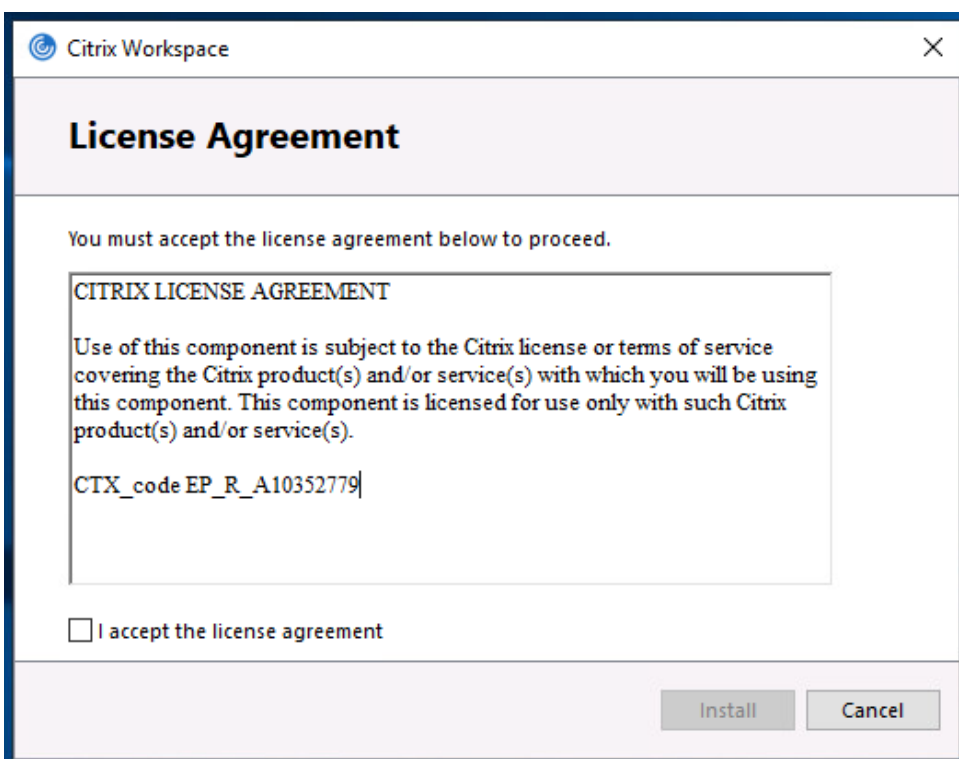 Citrix Workspace
License Agreement
You must accept the license agreement below to proceed.
CITRIX LICENSE AGREEMENT
Use of this component is subject to the Citrix license or terms of service
covering the Citrix product(s) and/or service(s) with which you will be using
this component. This component is licensed for use only with such Citrix
product(s) and/or service(s).
CTX_code EP_R_A10352779
I accept the license agreement
Install Cancel